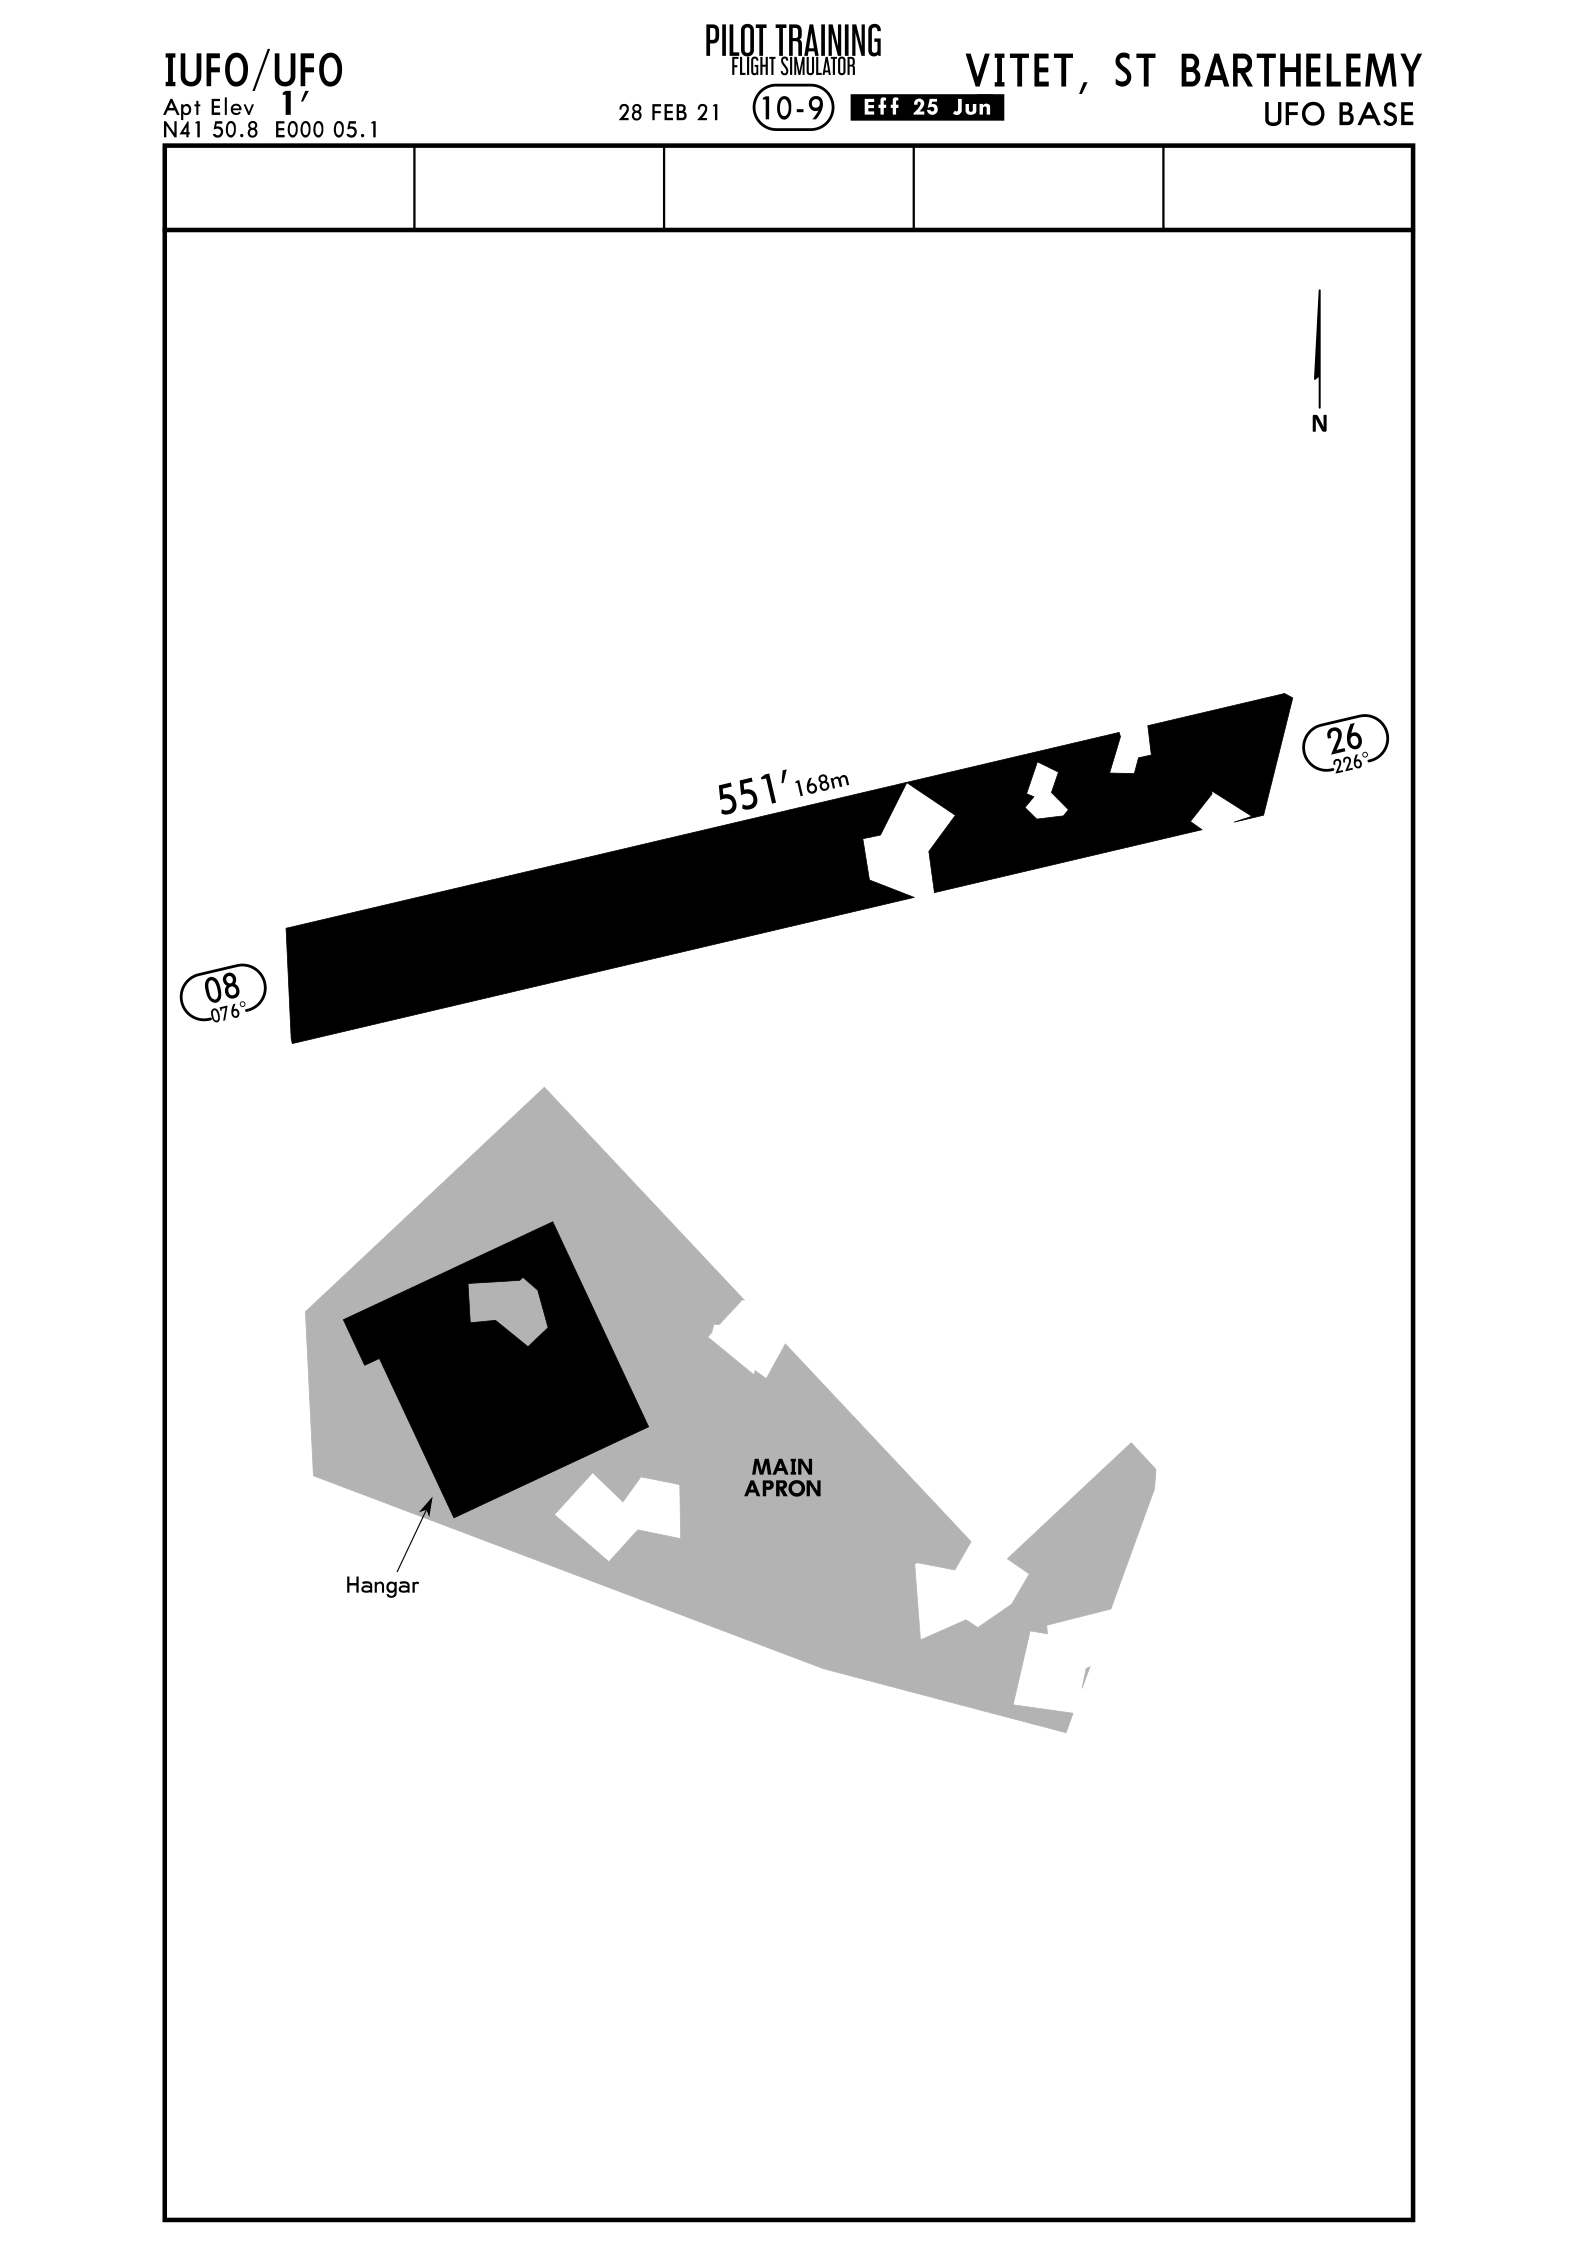 IUFO/UFO
Apt Elev 1'
N41 50.8 E000 05.1
PILOT TRAINING
FLIGHT SIMULATOR
28 FEB 21 10-9 Eff 25 Jun
VITET, ST BARTHELEMY
UFO BASE
N
26
226°
551' 168m
08
076°
MAIN
APRON
Hangar